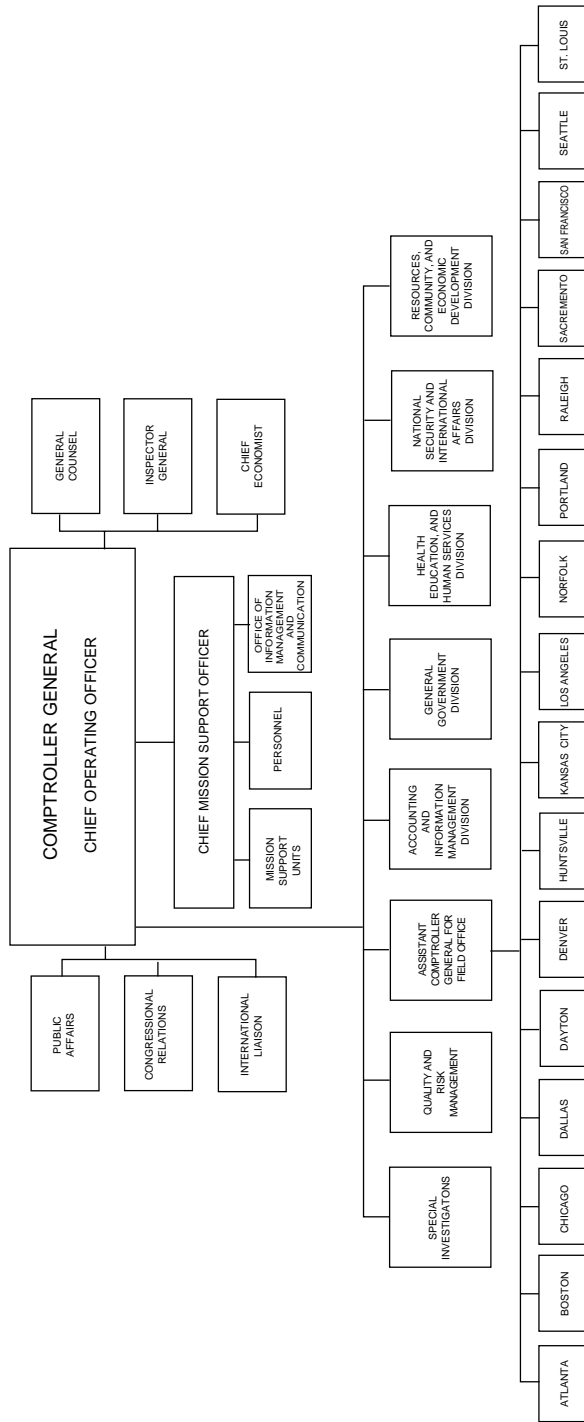 COMPTROLLER GENERAL
CHIEF OPERATING OFFICER
PUBLIC
AFFAIRS
CONGRESSIONAL
RELATIONS
INTERNATIONAL
LIAISON
GENERAL
COUNSEL
INSPECTOR
GENERAL
CHIEF
ECONOMIST
CHIEF MISSION SUPPORT OFFICER
MISSION
SUPPORT
UNITS
PERSONNEL
OFFICE OF
INFORMATION
MANAGEMENT
AND
COMMUNICATION
SPECIAL
INVESTIGATONS
QUALITY AND
RISK
MANAGEMENT
ASSISTANT
COMPTROLLER
GENERAL FOR
FIELD OFFICE
ACCOUNTING
AND
INFORMATION
MANAGEMENT
DIVISION
GENERAL
GOVERNMENT
DIVISION
HEALTH
EDUCATION, AND
HUMAN SERVICES
DIVISION
NATIONAL
SECURITY AND
INTERNATIONAL
AFFAIRS
DIVISION
RESOURCES,
COMMUNITY, AND
ECONOMIC
DEVELOPMENT
DIVISION
ATLANTA
BOSTON
CHICAGO
DALLAS
DAYTON
DENVER
HUNTSVILLE
KANSAS CITY
LOS ANGELES
NORFOLK
PORTLAND
RALEIGH
SACREMENTO
SAN FRANCISCO
SEATTLE
ST. LOUIS